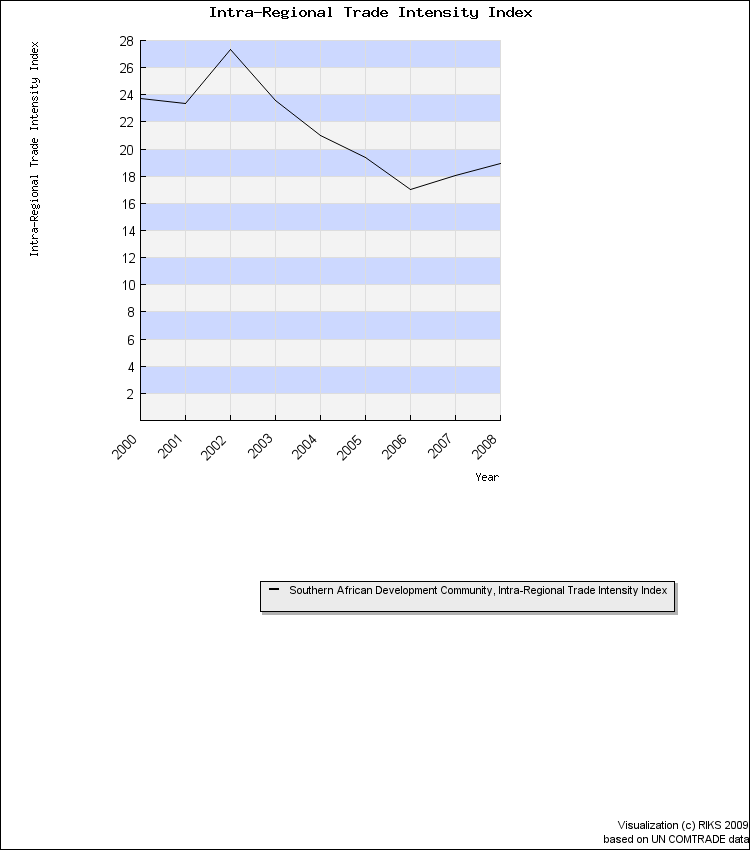 Intra-Regional Trade Intensity Index
Intra-Regional Trade Intensity Index
28
26
24
22
20
18
16
14
12
10
8
6
4
2
2000 2001 2002 2003 2004 2005 2006 2007 2008
Year
Southern African Development Community, Intra-Regional Trade Intensity Index
Visualization (c) RIKS 2009
based on UN COMTRADE data